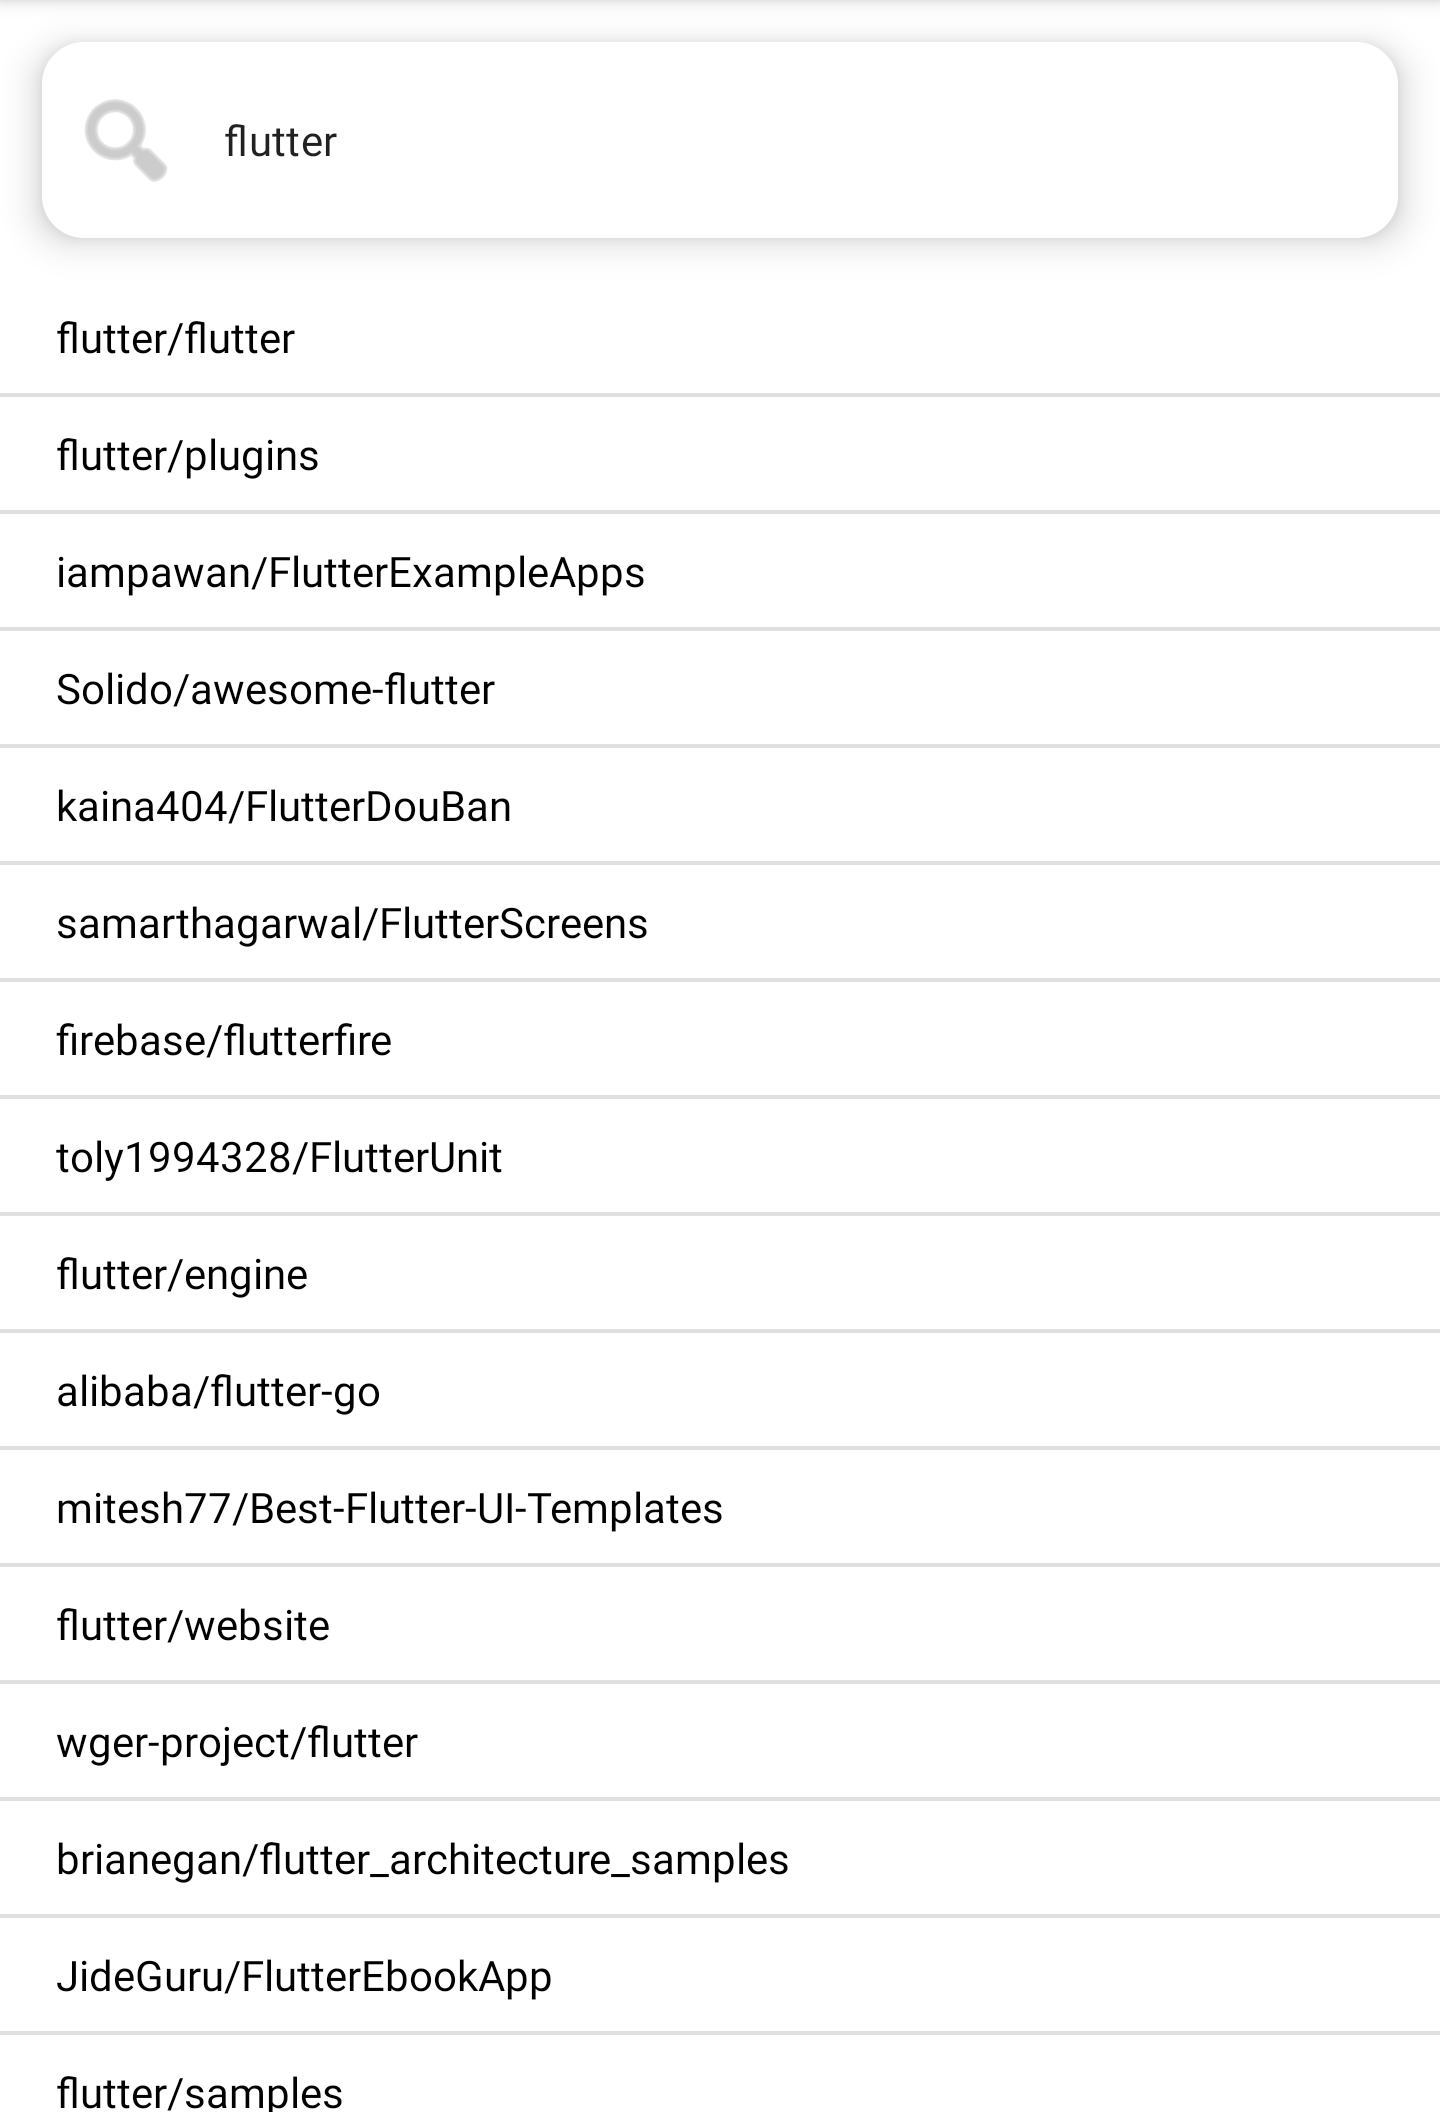 flutter
flutter/flutter
flutter/plugins
iampawan/FlutterExampleApps
Solido/awesome-flutter
kaina404/FlutterDouBan
samarthagarwal/FlutterScreens
firebase/flutterfire
toly1994328/FlutterUnit
flutter/engine
alibaba/flutter-go
mitesh77/Best-Flutter-UI-Templates
flutter/website
wger-project/flutter
brianegan/flutter_architecture_samples
JideGuru/FlutterEbookApp
flutter/samples